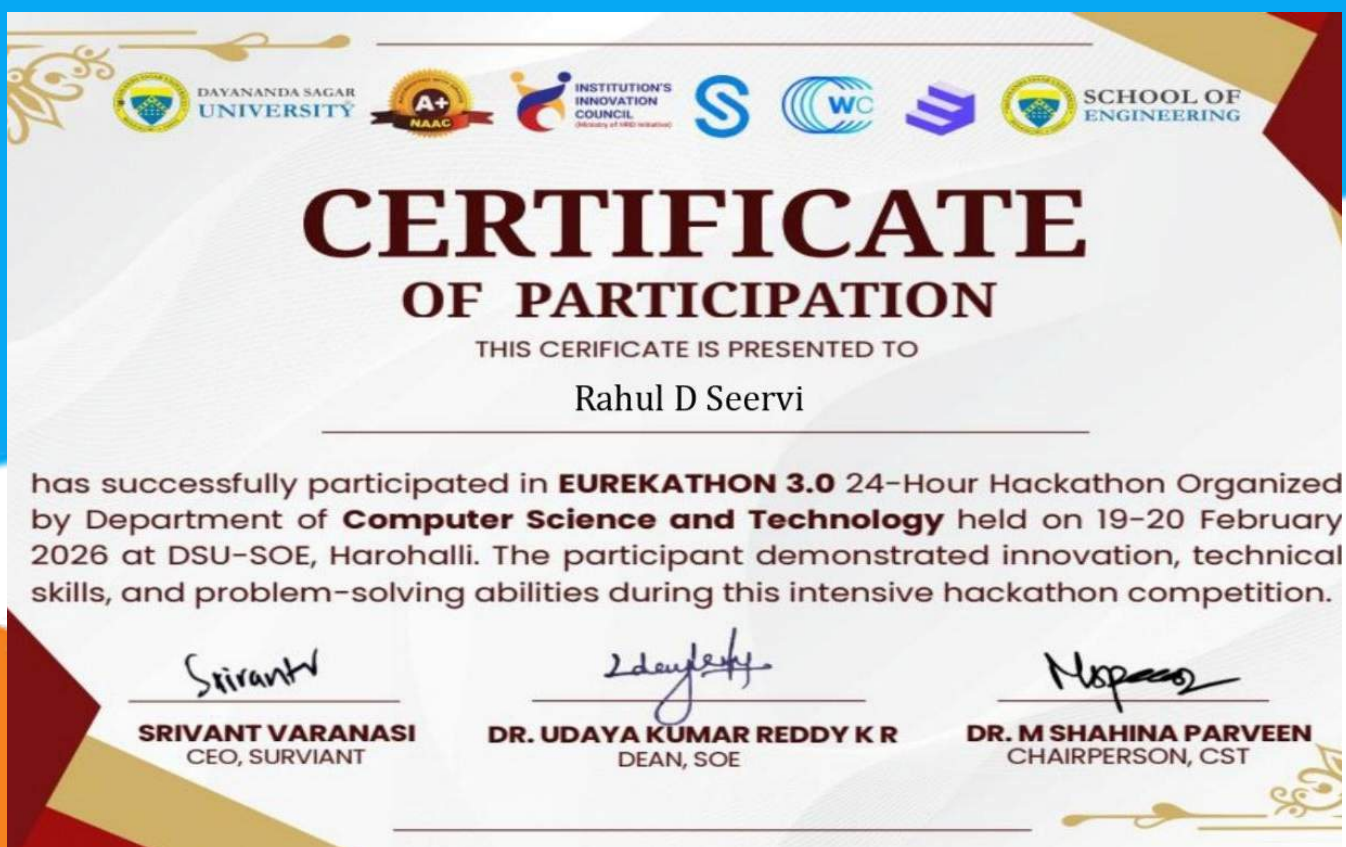 DAYANANDA SAGAR
UNIVERSITY
A+
NAAC
INSTITUTION'S
INNOVATION
COUNCIL
(Ministry of HRD Initiative)
S
WC
SCHOOL OF
ENGINEERING
CERTIFICATE
OF PARTICIPATION
THIS CERIFICATE IS PRESENTED TO
Rahul D Seervi
has successfully participated in EUREKATHON 3.0 24-Hour Hackathon Organized
by Department of Computer Science and Technology held on 19-20 February
2026 at DSU-SOE, Harohalli. The participant demonstrated innovation, technical
skills, and problem-solving abilities during this intensive hackathon competition.
Srivant
SRIVANT VARANASI
CEO, SURVIANT
DR. UDAYA KUMAR REDDY K R
DEAN, SOE
DR. M SHAHINA PARVEEN
CHAIRPERSON, CST